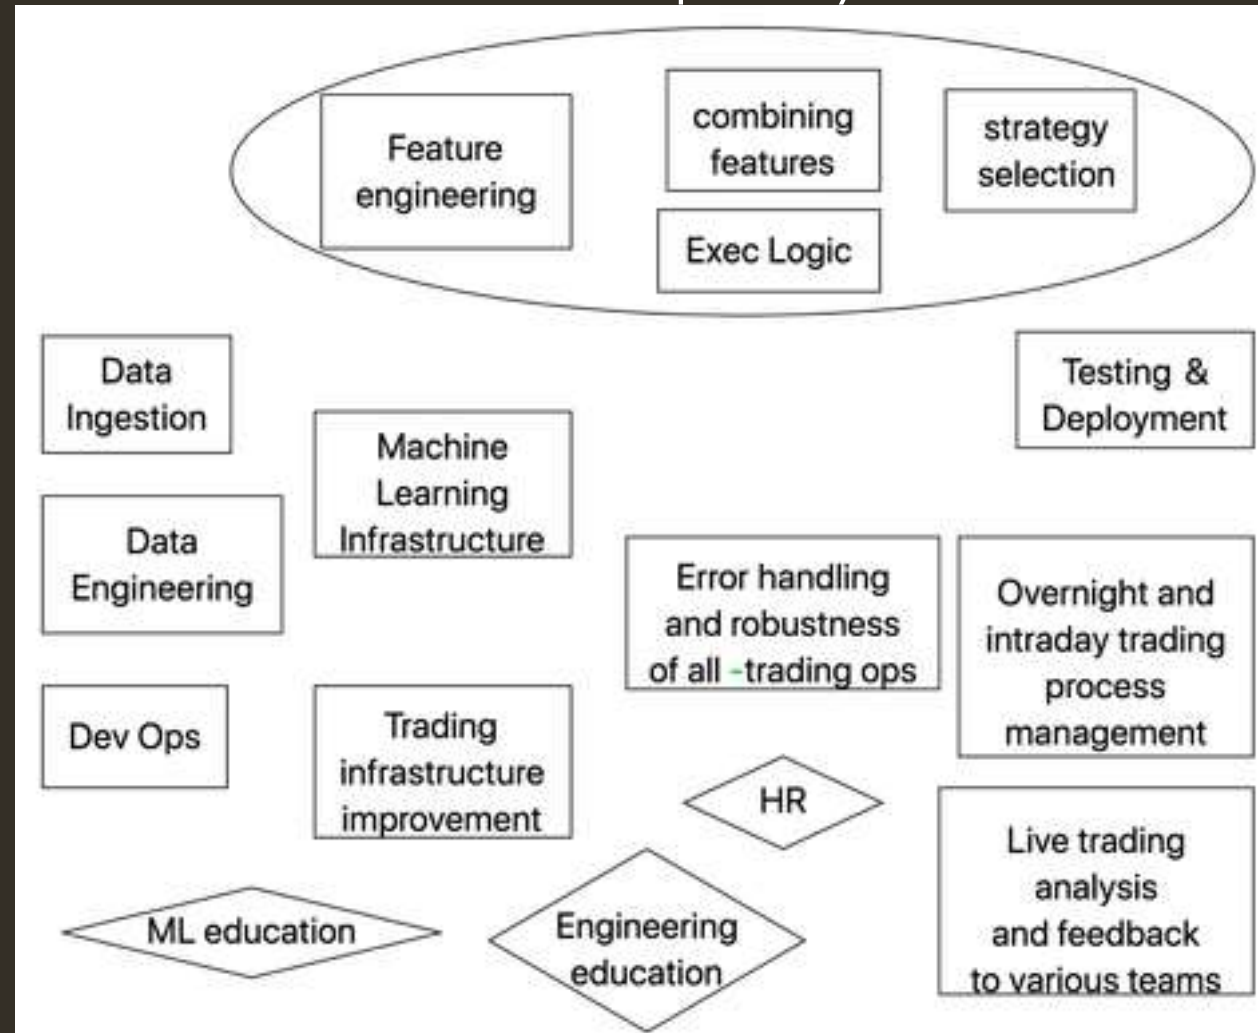 Feature
engineering
combining
features
strategy
selection
Exec Logic
Data
Ingestion
Testing &
Deployment
Machine
Learning
Infrastructure
Data
Engineering
Error handling
and robustness
of all -trading ops
Overnight and
intraday trading
process
management
Dev Ops
Trading
infrastructure
improvement
HR
Live trading
analysis
and feedback
to various teams
ML education
Engineering
education